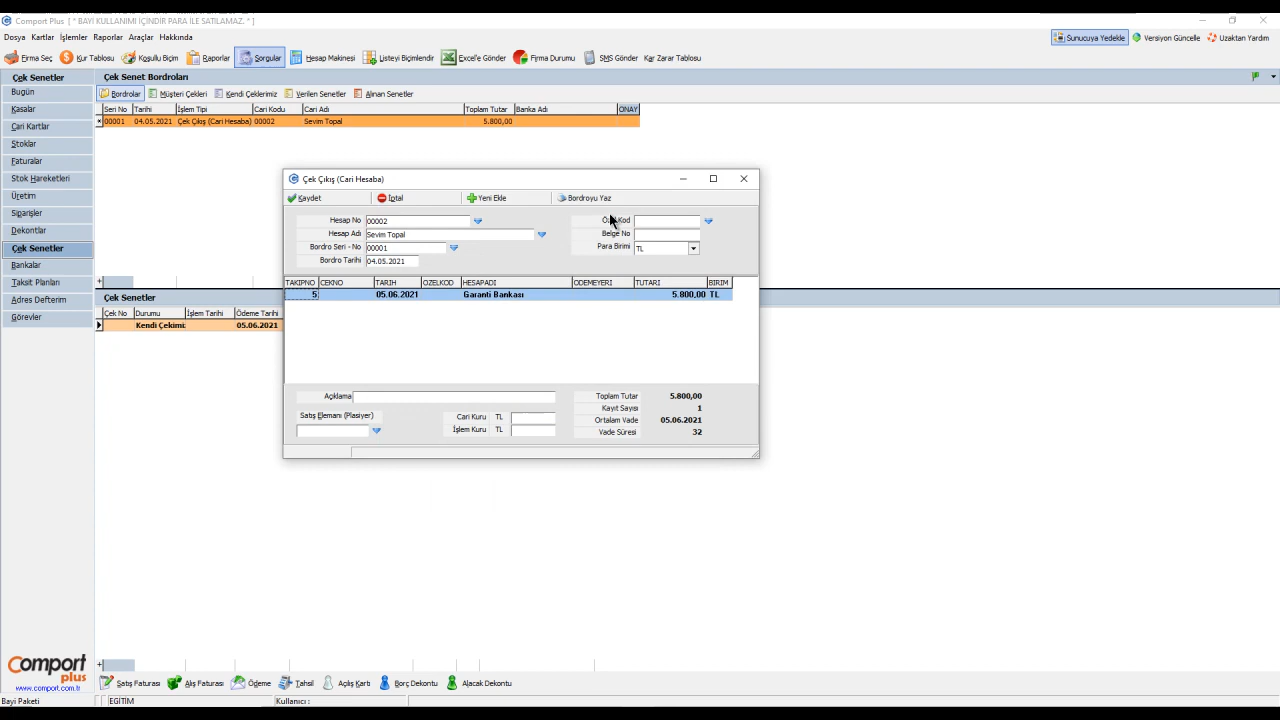 Comport Plus [ * BAYİ KULLANIMI İÇİNDİR PARA İLE SATILAMAZ. * ]
Dosya Kartlar İşlemler Raporlar Araçlar Hakkında
Sunucuya Yedekle Versiyon Güncelle Uzaktan Yardım
Firma Seç Kur Tablosu Koşullu Biçim Raporlar Sorgular Hesap Makinesi Listeyi Biçimlendir Excel'e Gönder Firma Durumu SMS Gönder Kar Zarar Tablosu
Çek Senetler
Bugün
Kasalar
Cari Kartlar
Stoklar
Faturalar
Stok Hareketleri
Üretim
Siparişler
Dekontlar
Çek Senetler
Bankalar
Taksit Planları
Adres Defterim
Görevler
Çek Senet Bordroları
Bordrolar Müşteri Çekleri Kendi Çeklerimiz Verilen Senetler Alınan Senetler
Seri No Tarihi İşlem Tipi Cari Kodu Cari Adı Toplam Tutar Banka Adı ONAY
00001 04.05.2021 Çek Çıkış (Cari Hesaba) 00002 Sevim Topal 5.800,00
Çek Senetler
Çek No Durumu İşlem Tarihi Ödeme Tarihi
Kendi Çekimiz 05.06.2021
Çek Çıkış (Cari Hesaba)
Kaydet İptal Yeni Ekle Bordroyu Yaz
Hesap No 00002
Hesap Adı Sevim Topal
Bordro Seri - No 00001
Bordro Tarihi 04.05.2021
Özel Kod
Belge No
Para Birimi TL
TAKIPNO CEKNO TARIH OZELKOD HESAPADI ODEMEYERI TUTARI BIRIM
5 05.06.2021 Garanti Bankası 5.800,00 TL
Açıklama
Satış Elemanı (Plasiyer)
Cari Kuru TL
İşlem Kuru TL
Toplam Tutar 5.800,00
Kayıt Sayısı 1
Ortalam Vade 05.06.2021
Vade Süresi 32
Comport plus
www.comport.com.tr
Satış Faturası Alış Faturası Ödeme Tahsil Açılış Kartı Borç Dekontu Alacak Dekontu
Bayi Paketi EGİTİM Kullanıcı :